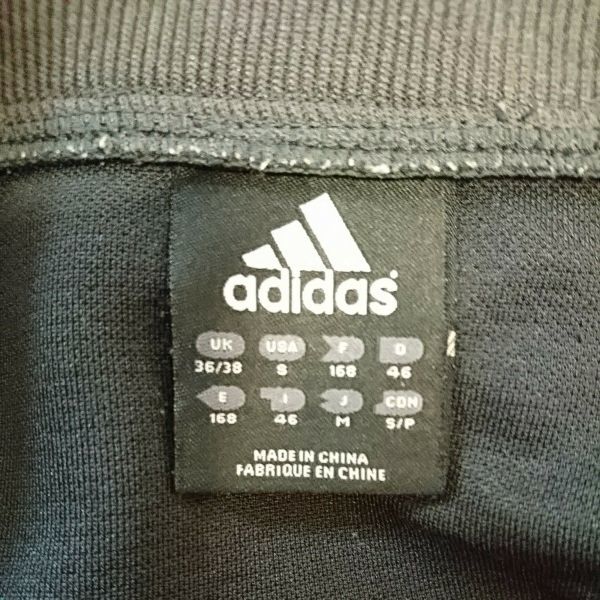 adidas
UK USA F D
36/38 S 168 46
E I J CDN
168 46 M S/P
MADE IN CHINA
FABRIQUE EN CHINE